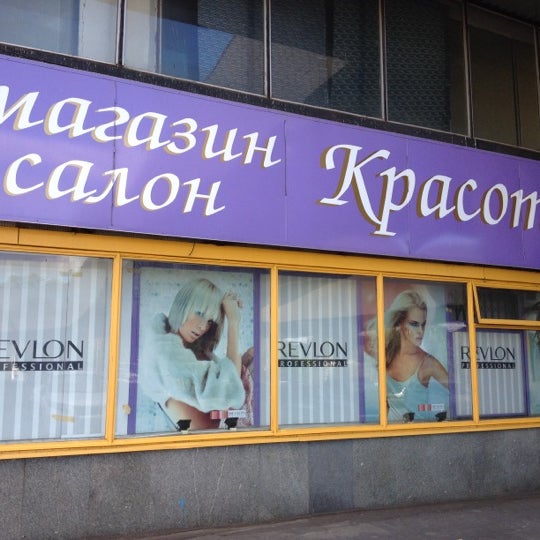 магазин
салон
Красот
REVLON
PROFESSIONAL
REVLON
PROFESSIONAL
REVLON
PROFESSIONAL